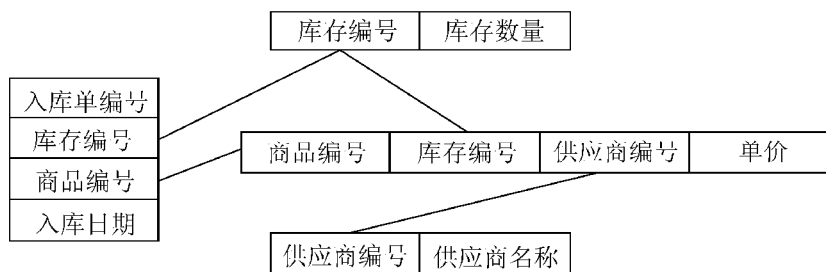 库存编号 库存数量
入库单编号
库存编号
商品编号
入库日期
商品编号 库存编号 供应商编号 单价
供应商编号 供应商名称